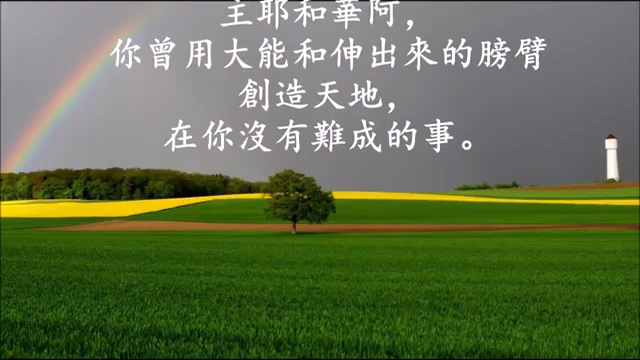 主耶和華阿，
你曾用大能和伸出來的膀臂
創造天地，
在你沒有難成的事。